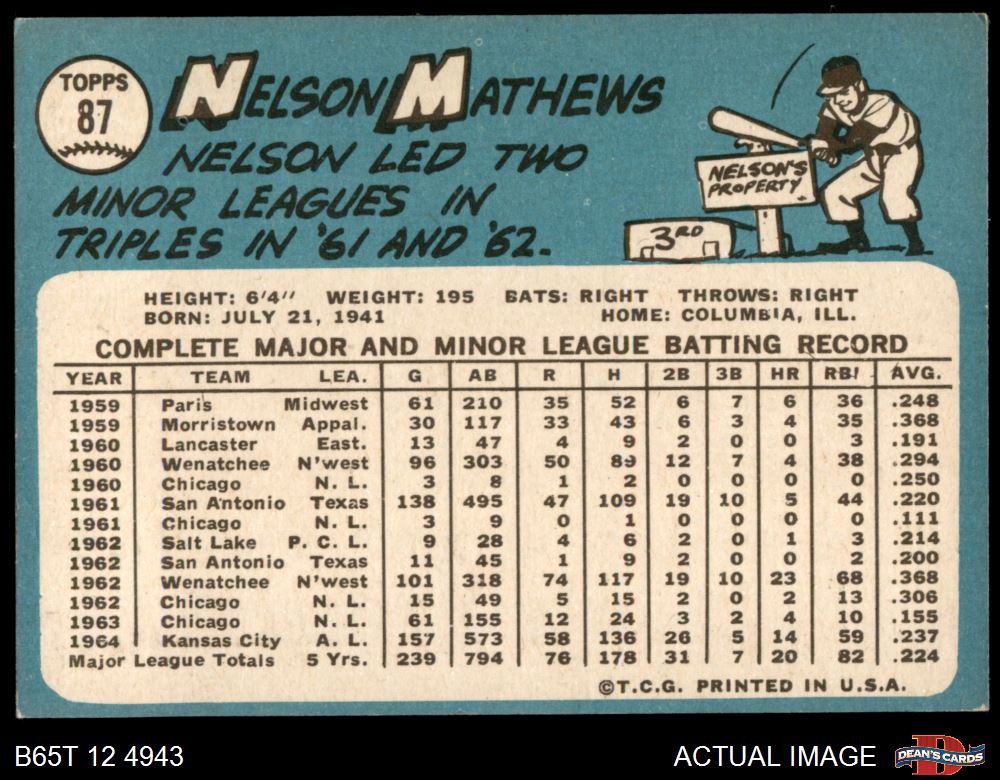 TOPPS
87
NELSON MATHEWS
NELSON LED TWO
MINOR LEAGUES IN
TRIPLES IN '61 AND '62.
NELSON'S
PROPERTY
3RD
HEIGHT: 6'4" WEIGHT: 195 BATS: RIGHT THROWS: RIGHT
BORN: JULY 21, 1941 HOME: COLUMBIA, ILL.
COMPLETE MAJOR AND MINOR LEAGUE BATTING RECORD
YEAR TEAM LEA. G AB R H 2B 3B HR RBI AVG.
1959 Paris Midwest 61 210 35 52 6 7 6 36 .248
1959 Morristown Appal. 30 117 33 43 6 3 4 35 .368
1960 Lancaster East. 13 47 4 9 2 0 0 3 .191
1960 Wenatchee N'west 96 303 50 89 12 7 4 38 .294
1960 Chicago N. L. 3 8 1 2 0 0 0 0 .250
1961 San Antonio Texas 138 495 47 109 19 10 5 44 .220
1961 Chicago N. L. 3 9 0 1 0 0 0 0 .111
1962 Salt Lake P. C. L. 9 28 4 6 2 0 1 3 .214
1962 San Antonio Texas 11 45 1 9 2 0 0 2 .200
1962 Wenatchee N'west 101 318 74 117 19 10 23 68 .368
1962 Chicago N. L. 15 49 5 15 2 0 2 13 .306
1963 Chicago N. L. 61 155 12 24 3 2 4 10 .155
1964 Kansas City A. L. 157 573 58 136 26 5 14 59 .237
Major League Totals 5 Yrs. 239 794 76 178 31 7 20 82 .224
©T.C.G. PRINTED IN U.S.A.
B65T 12 4943 ACTUAL IMAGE
DEAN'S CARDS